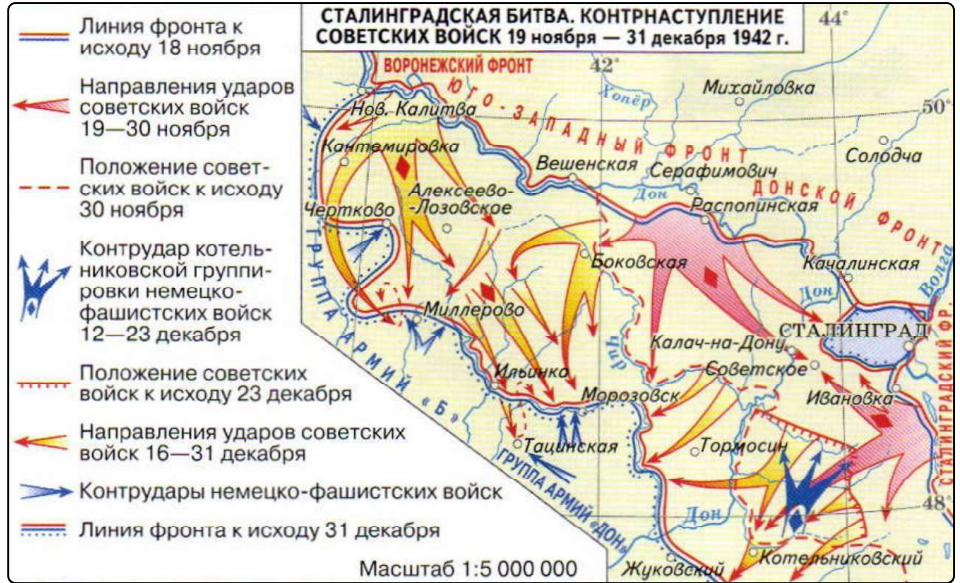 СТАЛИНГРАДСКАЯ БИТВА. КОНТРНАСТУПЛЕНИЕ
СОВЕТСКИХ ВОЙСК 19 ноября — 31 декабря 1942 г.
Линия фронта к
исходу 18 ноября
Направления ударов
советских войск
19—30 ноября
Положение совет-
ских войск к исходу
30 ноября
Контрудар котель-
никовской группи-
ровки немецко-
фашистских войск
12—23 декабря
Положение советских
войск к исходу 23 декабря
Направления ударов советских
войск 16—31 декабря
Контрудары немецко-фашистских войск
Линия фронта к исходу 31 декабря
Масштаб 1:5 000 000
44°
42°
50°
48°
ВОРОНЕЖСКИЙ ФРОНТ
ЮГО-ЗАПАДНЫЙ ФРОНТ
ДОНСКОЙ ФРОНТ
СТАЛИНГРАДСКИЙ ФР.
Хопёр
Михайловка
Нов. Калитва
Солодча
Кантемировка
Вешенская
Серафимович
Дон
Распопинская
Алексеево-
-Лозовское
Чертково
Боковская
Качалинская
Волга
Дон
Миллерово
СТАЛИНГРАД
Калач-на-Дону
Чир
Советское
Ильинка
Морозовск
Ивановка
Тацинская
Тормосин
ГРУППА АРМИЙ «Б»
ГРУППА АРМИЙ «ДОН»
Дон
Котельниковский
Жуковский